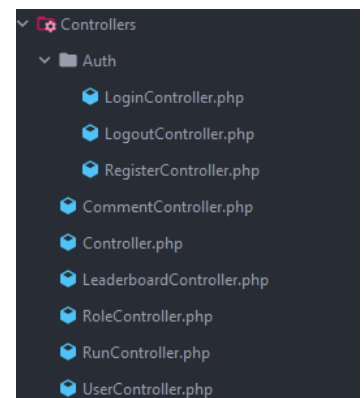 Controllers
Auth
LoginController.php
LogoutController.php
RegisterController.php
CommentController.php
Controller.php
LeaderboardController.php
RoleController.php
RunController.php
UserController.php